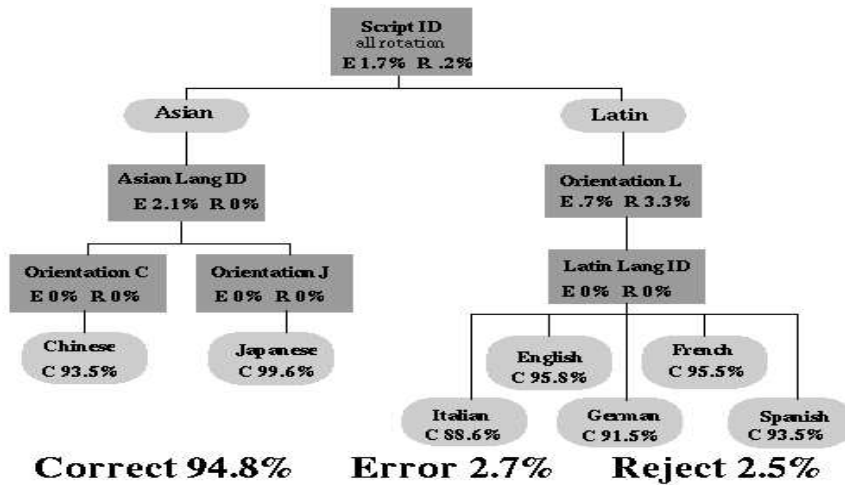 Script ID
all rotation
E 1.7% R .2%
Asian
Latin
Asian Lang ID
E 2.1% R 0%
Orientation L
E .7% R 3.3%
Orientation C
E 0% R 0%
Orientation J
E 0% R 0%
Latin Lang ID
E 0% R 0%
Chinese
C 93.5%
Japanese
C 99.6%
English
C 95.8%
French
C 95.5%
Italian
C 88.6%
German
C 91.5%
Spanish
C 93.5%
Correct 94.8% Error 2.7% Reject 2.5%